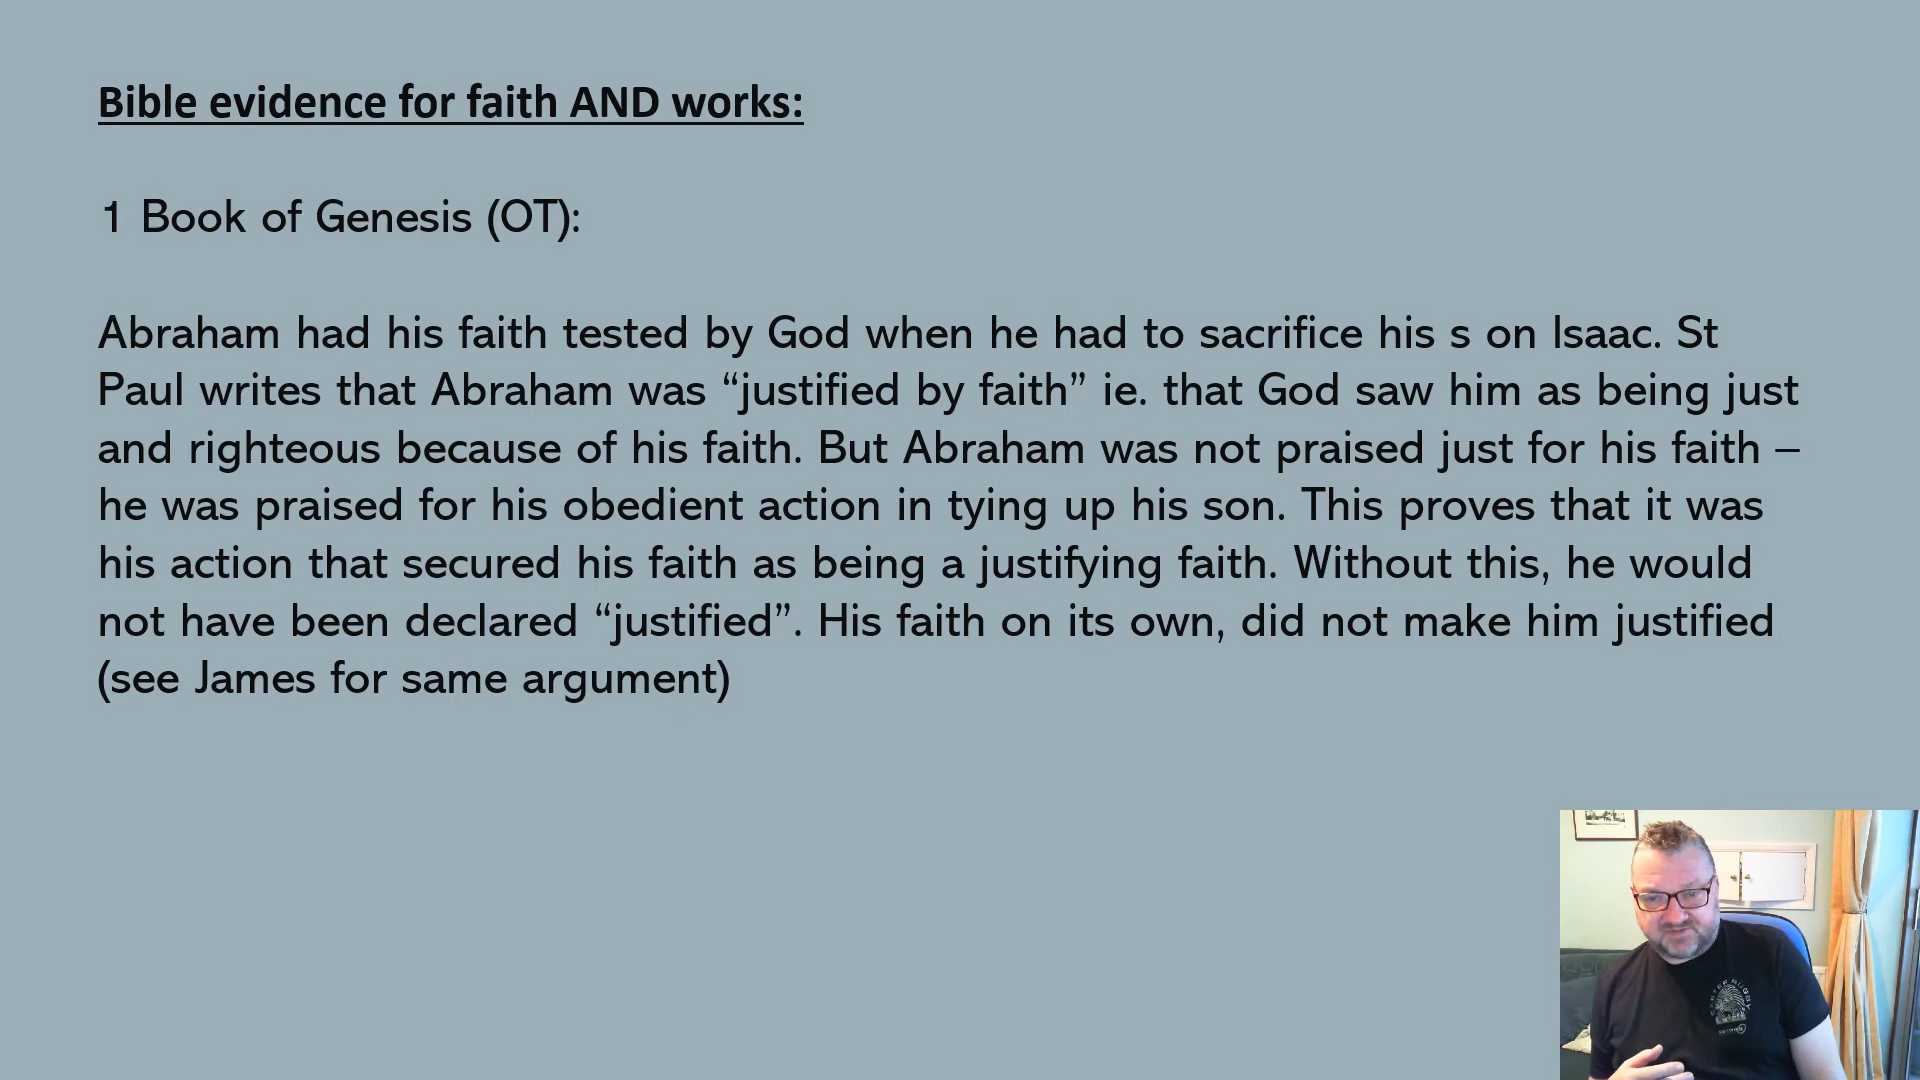 Bible evidence for faith AND works:
1 Book of Genesis (OT):
Abraham had his faith tested by God when he had to sacrifice his s on Isaac. St
Paul writes that Abraham was “justified by faith” ie. that God saw him as being just
and righteous because of his faith. But Abraham was not praised just for his faith –
he was praised for his obedient action in tying up his son. This proves that it was
his action that secured his faith as being a justifying faith. Without this, he would
not have been declared “justified”. His faith on its own, did not make him justified
(see James for same argument)
EXETER RUGBY